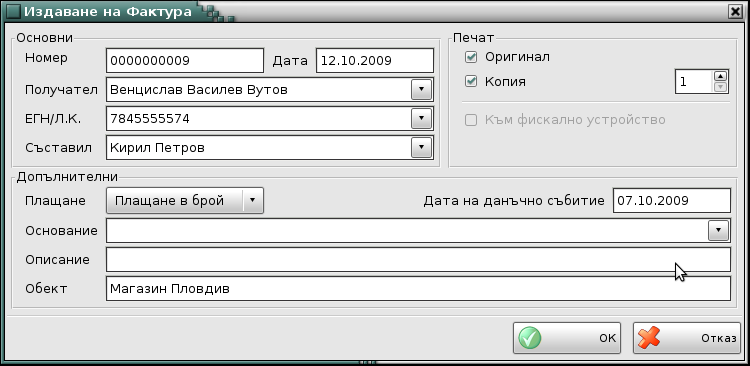 Издаване на Фактура
Основни
Номер 0000000009 Дата 12.10.2009
Получател Венцислав Василев Вутов
ЕГН/Л.К. 7845555574
Съставил Кирил Петров
Печат
Оригинал
Копия 1
Към фискално устройство
Допълнителни
Плащане Плащане в брой Дата на данъчно събитие 07.10.2009
Основание
Описание
Обект Магазин Пловдив
OK Отказ